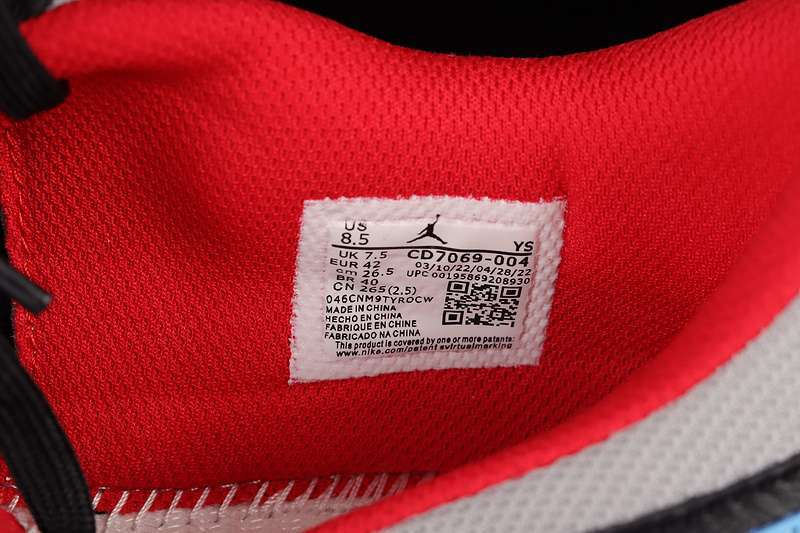 US
8.5
YS
UK 7.5
CD7069-004
EUR 42
03/10/22/04/28/22
cm 26.5
UPC 00195869208930
BR 40
CN 265(2.5)
046CNM9TYROCW
MADE IN CHINA
HECHO EN CHINA
FABRIQUE EN CHINE
FABRICADO NA CHINA
This product is covered by one or more patents:
www.nike.com/patents.virtualmarking